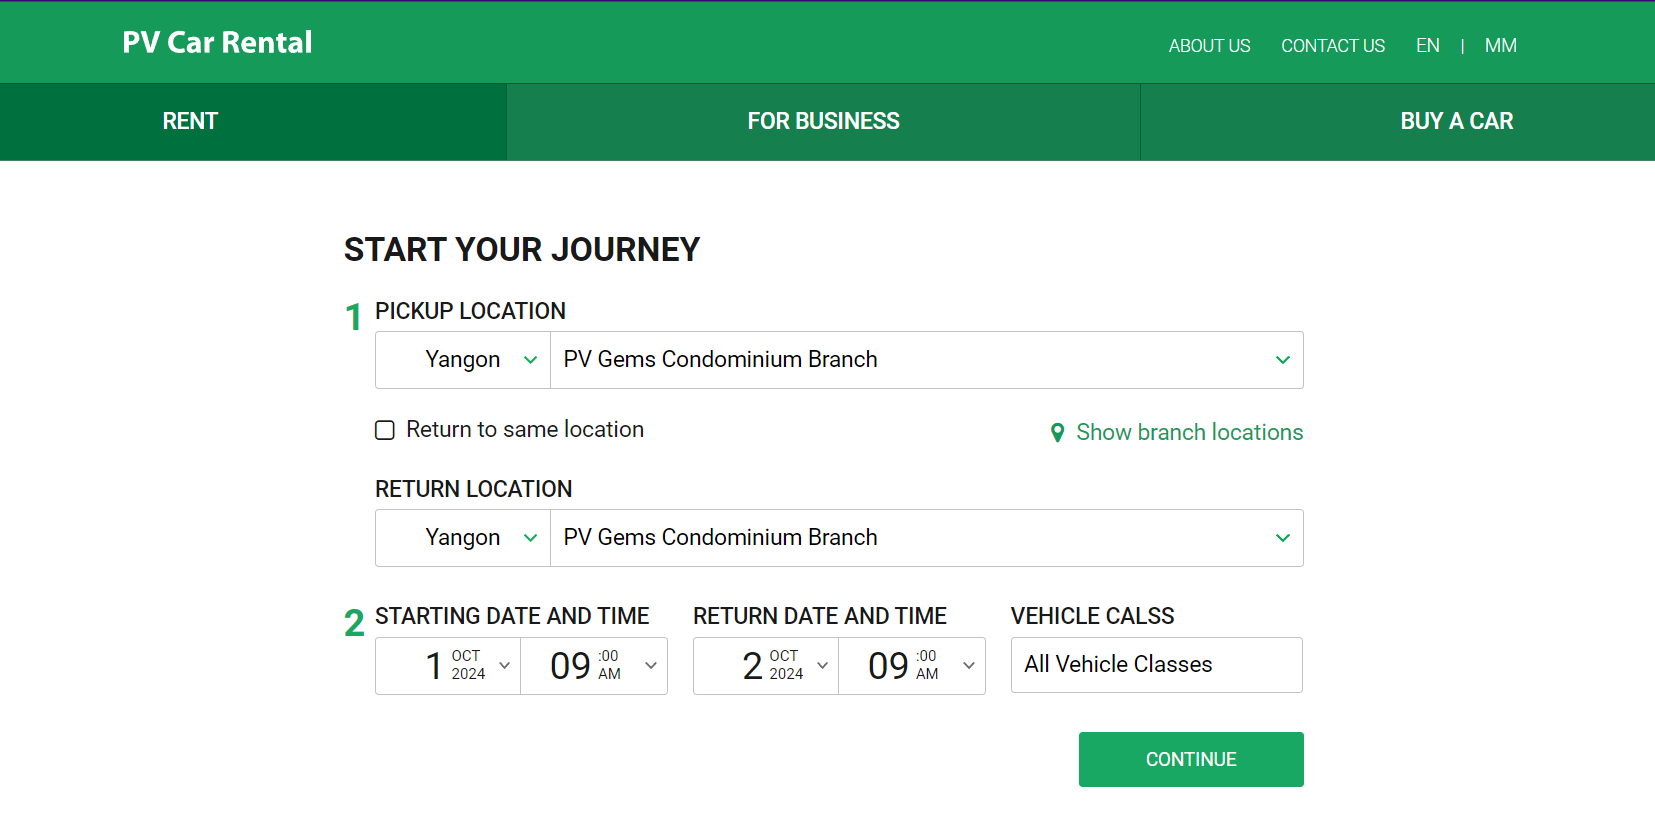 PV Car Rental
ABOUT US CONTACT US EN | MM
RENT FOR BUSINESS BUY A CAR
START YOUR JOURNEY
1 PICKUP LOCATION
Yangon PV Gems Condominium Branch
Return to same location Show branch locations
RETURN LOCATION
Yangon PV Gems Condominium Branch
2 STARTING DATE AND TIME RETURN DATE AND TIME VEHICLE CALSS
1 OCT 2024 09 :00 AM 2 OCT 2024 09 :00 AM All Vehicle Classes
CONTINUE